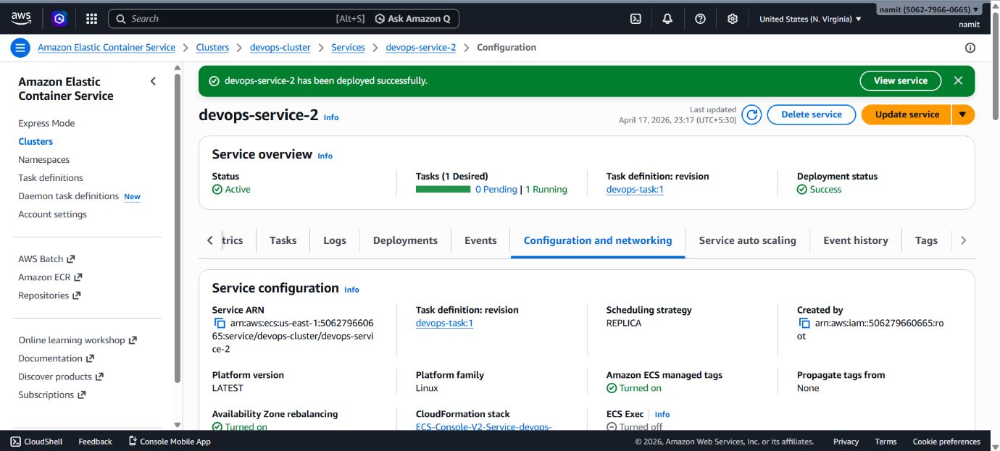 aws
Search [Alt+S] Ask Amazon Q
United States (N. Virginia)
namit (5062-7966-0665)
namit
Amazon Elastic Container Service > Clusters > devops-cluster > Services > devops-service-2 > Configuration
Amazon Elastic
Container Service
Express Mode
Clusters
Namespaces
Task definitions
Daemon task definitions New
Account settings
AWS Batch
Amazon ECR
Repositories
Online learning workshop
Documentation
Discover products
Subscriptions
devops-service-2 has been deployed successfully.
View service
devops-service-2 Info
Last updated
April 17, 2026, 23:17 (UTC+5:30)
Delete service
Update service
Service overview Info
Status
Active
Tasks (1 Desired)
0 Pending | 1 Running
Task definition: revision
devops-task:1
Deployment status
Success
trics Tasks Logs Deployments Events Configuration and networking Service auto scaling Event history Tags
Service configuration Info
Service ARN
arn:aws:ecs:us-east-1:5062796606
65:service/devops-cluster/devops-servi
ce-2
Task definition: revision
devops-task:1
Scheduling strategy
REPLICA
Created by
arn:aws:iam::506279660665:ro
ot
Platform version
LATEST
Platform family
Linux
Amazon ECS managed tags
Turned on
Propagate tags from
None
Availability Zone rebalancing
Turned on
CloudFormation stack
ECS-Console-V2-Service-devops-
ECS Exec Info
Turned off
CloudShell Feedback Console Mobile App
© 2026, Amazon Web Services, Inc. or its affiliates. Privacy Terms Cookie preferences